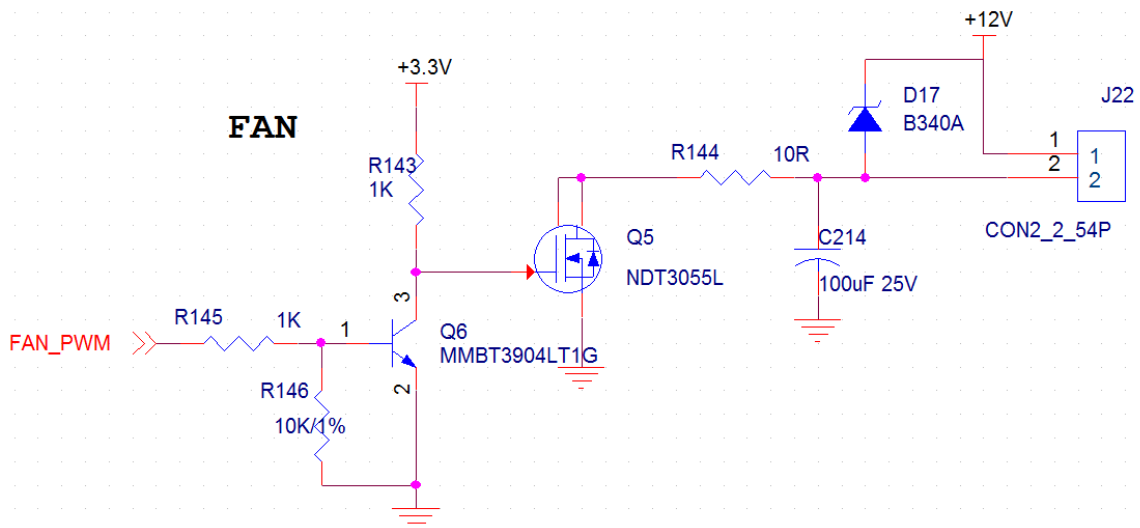 +12V
+3.3V
D17
B340A
J22
FAN
R143
1K
R144
10R
1
2
1
2
Q5
NDT3055L
C214
100uF 25V
CON2_2_54P
3
R145
1K
1
Q6
MMBT3904LT1G
FAN_PWM
R146
10K/1%
2